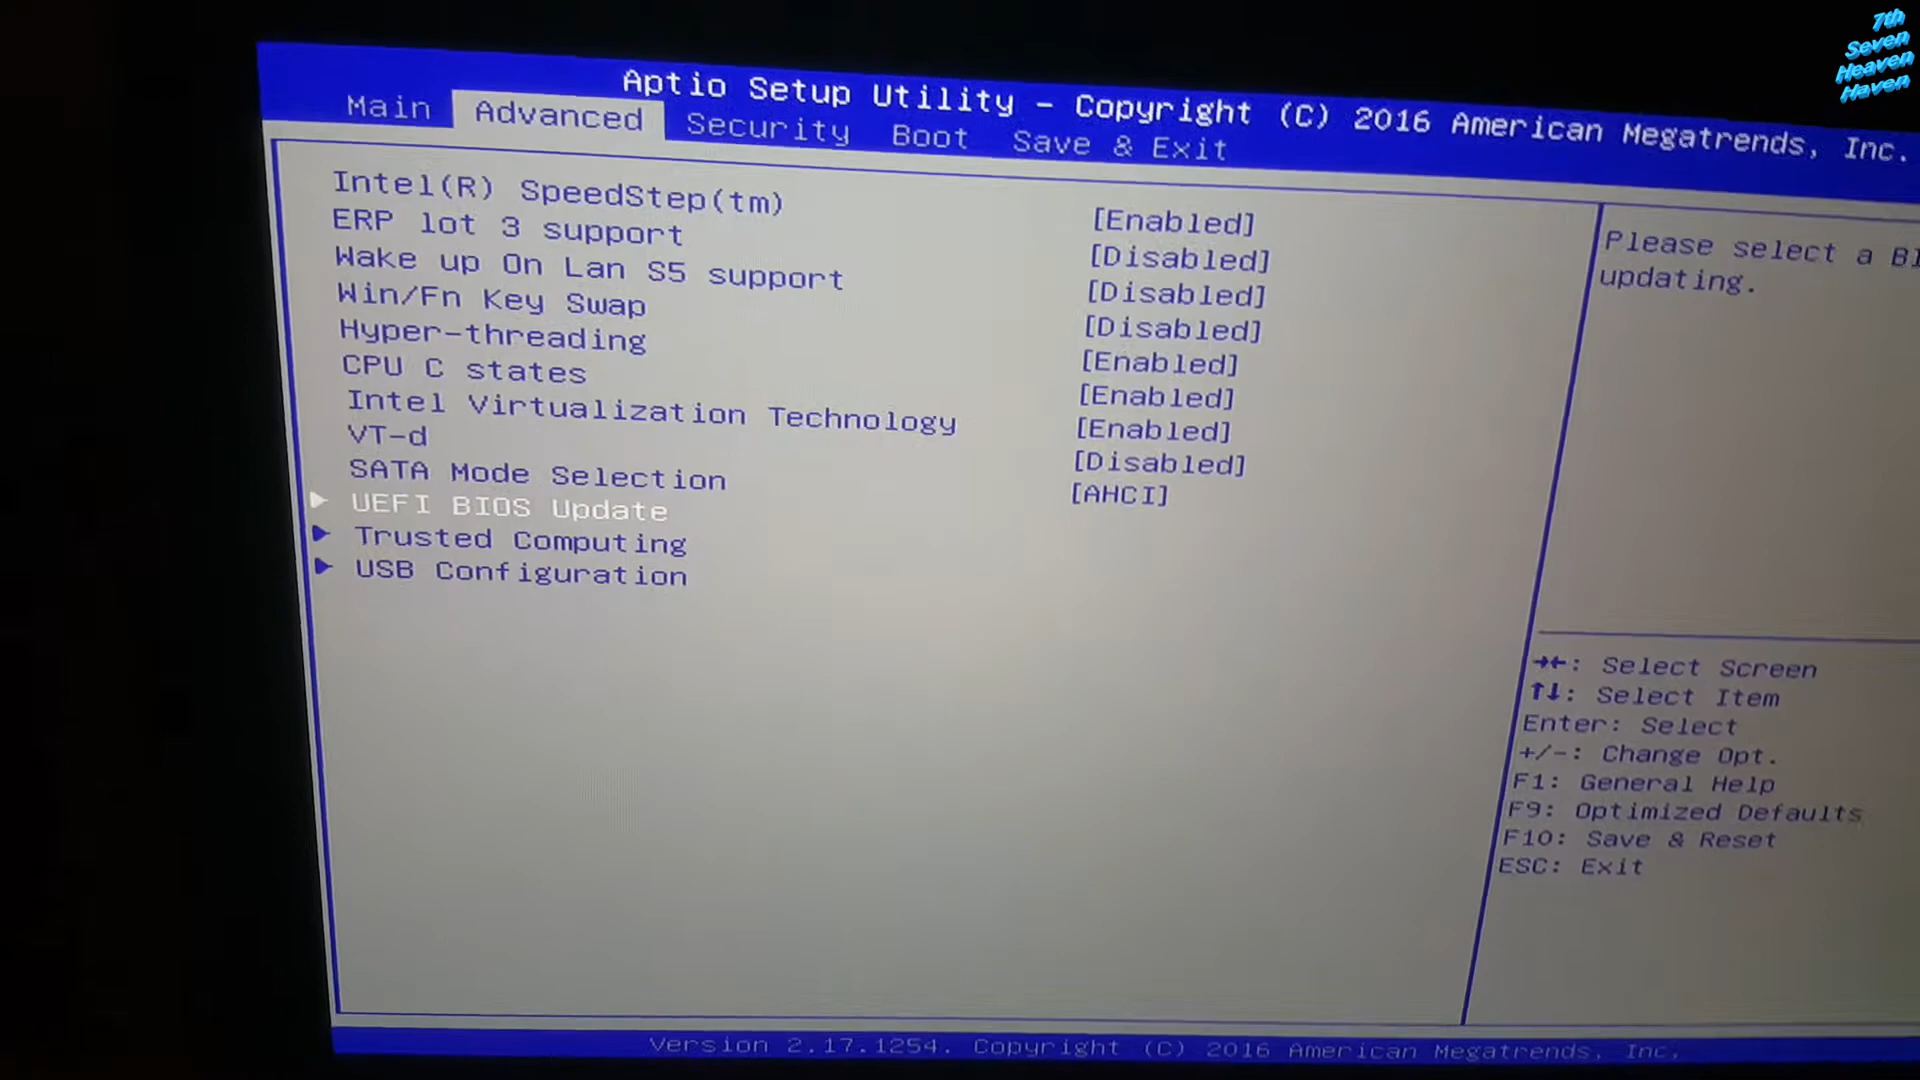 7th
Seven
Heaven
Haven
Aptio Setup Utility - Copyright (C) 2016 American Megatrends, Inc.
Main Advanced Security Boot Save & Exit
Intel(R) SpeedStep(tm) [Enabled]
ERP lot 3 support [Disabled]
Wake up On Lan S5 support [Disabled]
Win/Fn Key Swap [Disabled]
Hyper-threading [Enabled]
CPU C states [Enabled]
Intel Virtualization Technology [Enabled]
VT-d [Disabled]
SATA Mode Selection [AHCI]
► UEFI BIOS Update
► Trusted Computing
► USB Configuration
Please select a
updating.
→←: Select Screen
↑↓: Select Item
Enter: Select
+/-: Change Opt.
F1: General Help
F9: Optimized Defaults
F10: Save & Reset
ESC: Exit
Version 2.17.1254. Copyright (C) 2016 American Megatrends, Inc.